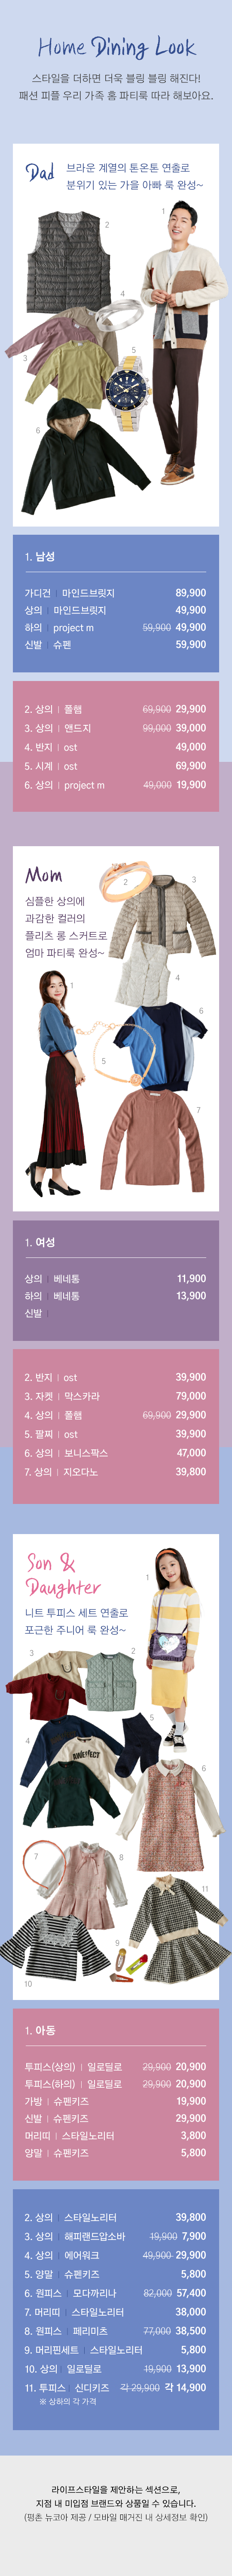 Home Dining Look
스타일을 더하면 더욱 블링 블링 해진다!
패션 피플 우리 가족 홈 파티룩 따라 해보아요.
Dad
브라운 계열의 톤온톤 연출로
분위기 있는 가을 아빠 룩 완성~
1
2
4
3
5
6
1. 남성
가디건 | 마인드브릿지 89,900
상의 | 마인드브릿지 49,900
하의 | project m 59,900 49,900
신발 | 슈펜 59,900
2. 상의 | 폴햄 69,900 29,900
3. 상의 | 앤드지 99,000 39,000
4. 반지 | ost 49,000
5. 시계 | ost 69,900
6. 상의 | project m 49,000 19,900
Mom
심플한 상의에
과감한 컬러의
플리츠 롱 스커트로
엄마 파티룩 완성~
2
3
4
1
6
5
7
1. 여성
상의 | 베네통 11,900
하의 | 베네통 13,900
신발 |
2. 반지 | ost 39,900
3. 자켓 | 막스카라 79,000
4. 상의 | 폴햄 69,900 29,900
5. 팔찌 | ost 39,900
6. 상의 | 보니스팍스 47,000
7. 상의 | 지오다노 39,800
Son &
Daughter
니트 투피스 세트 연출로
포근한 주니어 룩 완성~
1
3
2
5
4
6
7
8
11
9
10
1. 아동
투피스(상의) | 일로딜로 29,900 20,900
투피스(하의) | 일로딜로 29,900 20,900
가방 | 슈펜키즈 19,900
신발 | 슈펜키즈 29,900
머리띠 | 스타일노리터 3,800
양말 | 슈펜키즈 5,800
2. 상의 | 스타일노리터 39,800
3. 상의 | 해피랜드압소바 19,900 7,900
4. 상의 | 에어워크 49,900 29,900
5. 양말 | 슈펜키즈 5,800
6. 원피스 | 모다까리나 82,000 57,400
7. 머리띠 | 스타일노리터 38,000
8. 원피스 | 페리미츠 77,000 38,500
9. 머리핀세트 | 스타일노리터 5,800
10. 상의 | 일로딜로 19,900 13,900
11. 투피스 | 신디키즈 각 29,900 각 14,900
※ 상하의 각 가격
라이프스타일을 제안하는 섹션으로,
지점 내 미입점 브랜드와 상품일 수 있습니다.
(평촌 뉴코아 제공 / 모바일 매거진 내 상세정보 확인)